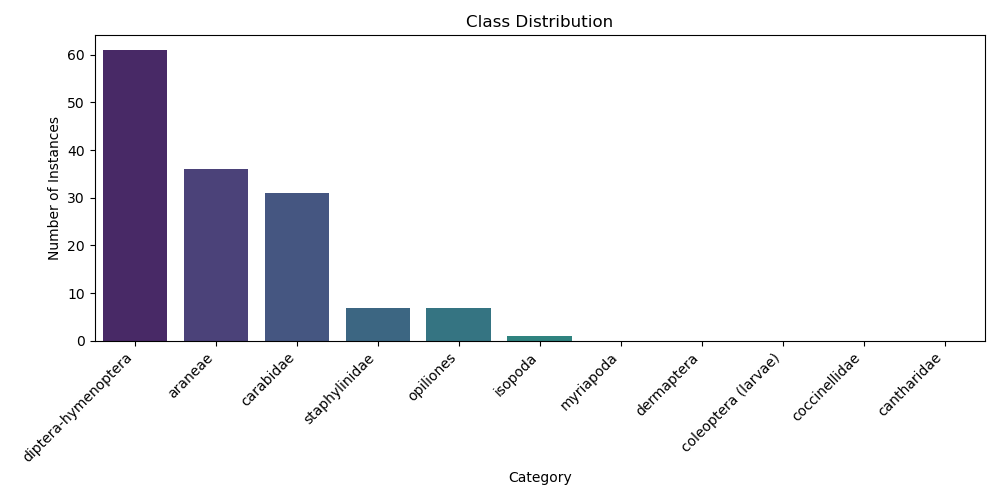 Class Distribution
Number of Instances
60
50
40
30
20
10
0
diptera-hymenoptera
araneae
carabidae
staphylinidae
opiliones
isopoda
myriapoda
dermaptera
coleoptera (larvae)
coccinellidae
cantharidae
Category